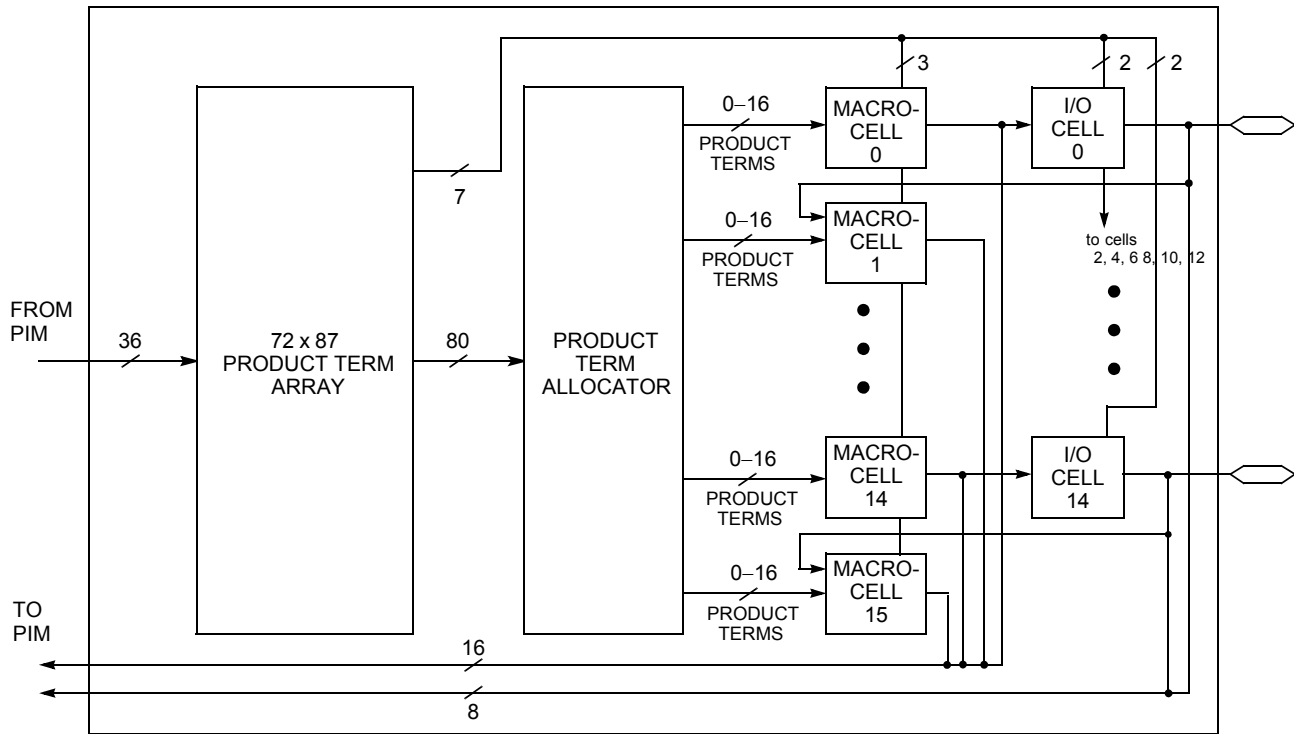 3
2
2
0–16
PRODUCT
TERMS
MACRO-
CELL
0
I/O
CELL
0
7
0–16
PRODUCT
TERMS
MACRO-
CELL
1
to cells
2, 4, 6 8, 10, 12
FROM
PIM
36
72 x 87
PRODUCT TERM
ARRAY
80
PRODUCT
TERM
ALLOCATOR
0–16
PRODUCT
TERMS
MACRO-
CELL
14
I/O
CELL
14
0–16
PRODUCT
TERMS
MACRO-
CELL
15
TO
PIM
16
8